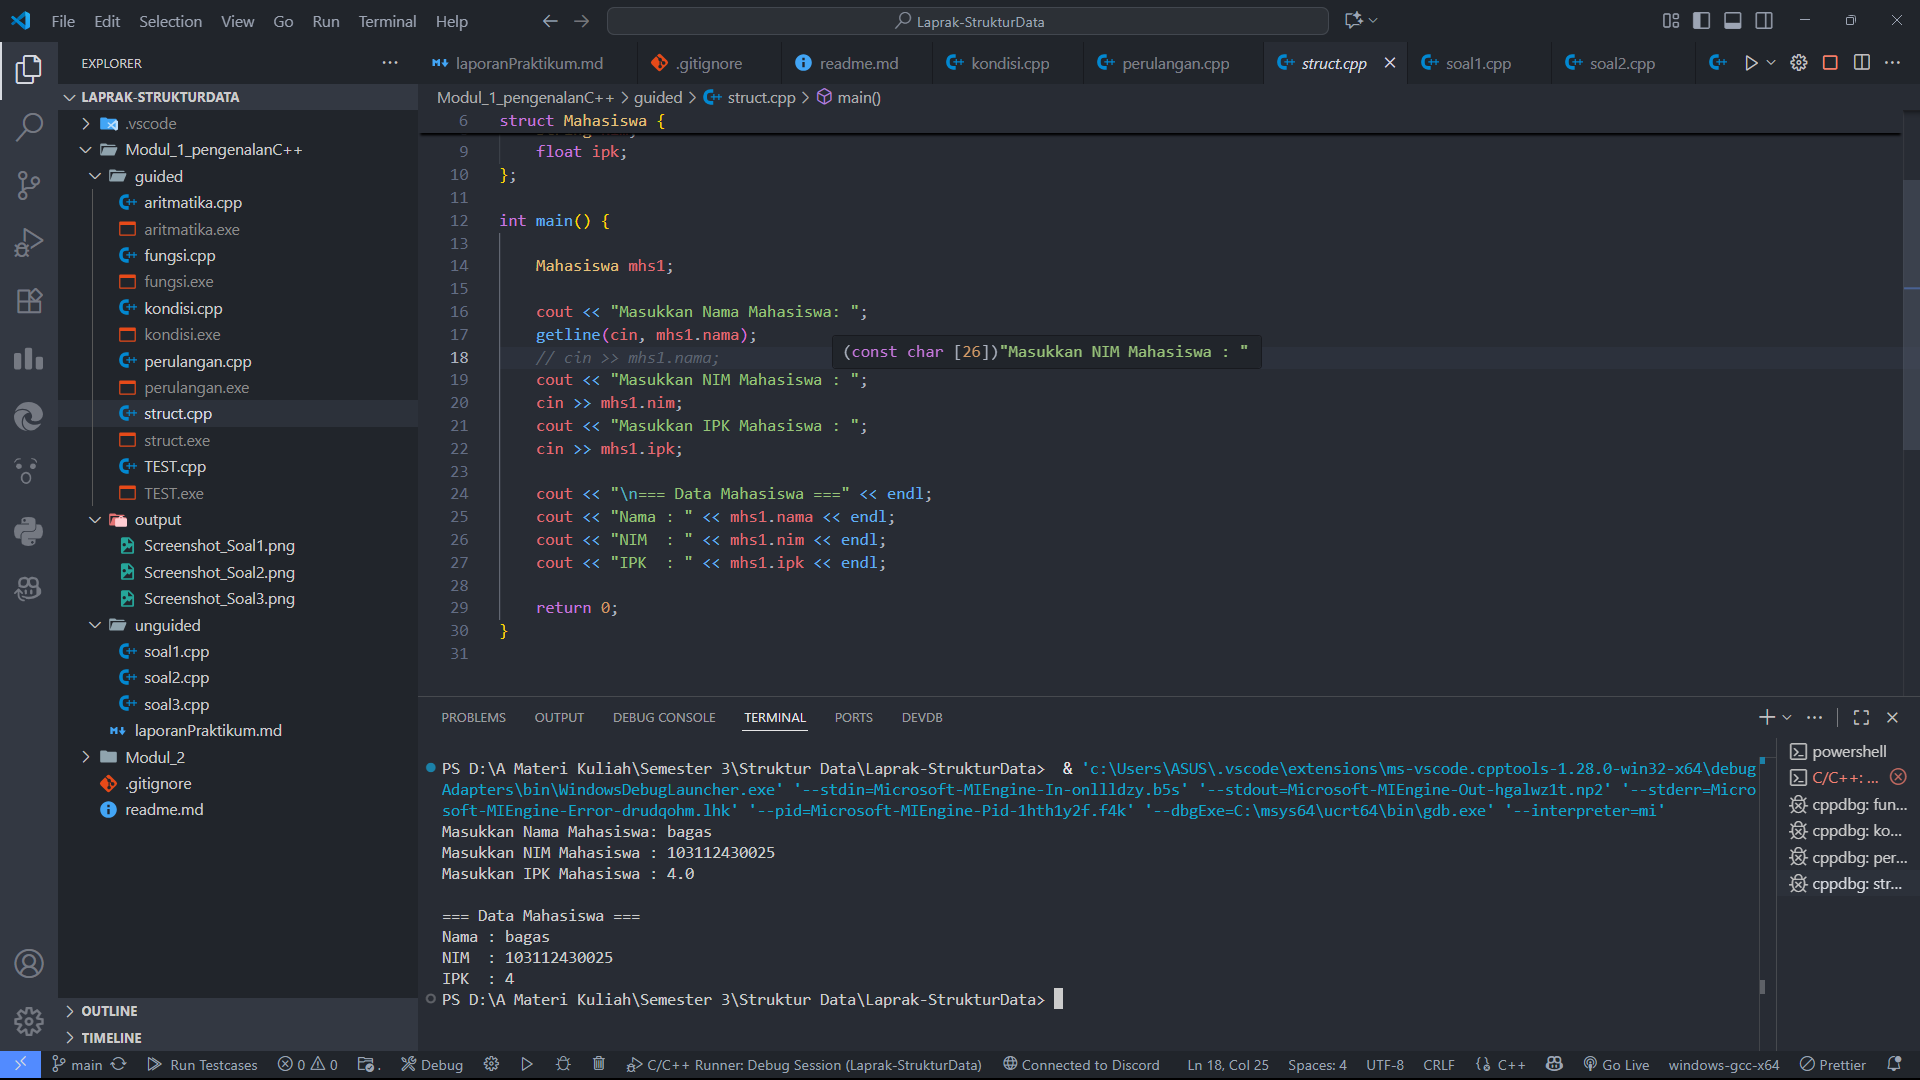 File Edit Selection View Go Run Terminal Help
Laprak-StrukturData
EXPLORER
LAPRAK-STRUKTURDATA
.vscode
Modul_1_pengenalanC++
guided
aritmatika.cpp
aritmatika.exe
fungsi.cpp
fungsi.exe
kondisi.cpp
kondisi.exe
perulangan.cpp
perulangan.exe
struct.cpp
struct.exe
TEST.cpp
TEST.exe
output
Screenshot_Soal1.png
Screenshot_Soal2.png
Screenshot_Soal3.png
unguided
soal1.cpp
soal2.cpp
soal3.cpp
laporanPraktikum.md
Modul_2
.gitignore
readme.md
OUTLINE
TIMELINE
laporanPraktikum.md .gitignore readme.md kondisi.cpp perulangan.cpp struct.cpp soal1.cpp soal2.cpp
Modul_1_pengenalanC++ > guided > struct.cpp > main()
6 struct Mahasiswa {
9 float ipk;
10 };
11
12 int main() {
13
14 Mahasiswa mhs1;
15
16 cout << "Masukkan Nama Mahasiswa: ";
17 getline(cin, mhs1.nama);
18 // cin >> mhs1.nama;
(const char [26])"Masukkan NIM Mahasiswa : "
19 cout << "Masukkan NIM Mahasiswa : ";
20 cin >> mhs1.nim;
21 cout << "Masukkan IPK Mahasiswa : ";
22 cin >> mhs1.ipk;
23
24 cout << "\n=== Data Mahasiswa ===" << endl;
25 cout << "Nama : " << mhs1.nama << endl;
26 cout << "NIM  : " << mhs1.nim << endl;
27 cout << "IPK  : " << mhs1.ipk << endl;
28
29 return 0;
30 }
31
PROBLEMS OUTPUT DEBUG CONSOLE TERMINAL PORTS DEVDB
PS D:\A Materi Kuliah\Semester 3\Struktur Data\Laprak-StrukturData>  & 'c:\Users\ASUS\.vscode\extensions\ms-vscode.cpptools-1.28.0-win32-x64\debug
Adapters\bin\WindowsDebugLauncher.exe' '--stdin=Microsoft-MIEngine-In-onllldzy.b5s' '--stdout=Microsoft-MIEngine-Out-hgalwz1t.np2' '--stderr=Micro
soft-MIEngine-Error-drudqohm.lhk' '--pid=Microsoft-MIEngine-Pid-1hth1y2f.f4k' '--dbgExe=C:\msys64\ucrt64\bin\gdb.exe' '--interpreter=mi'
Masukkan Nama Mahasiswa: bagas
Masukkan NIM Mahasiswa : 103112430025
Masukkan IPK Mahasiswa : 4.0

=== Data Mahasiswa ===
Nama : bagas
NIM  : 103112430025
IPK  : 4
PS D:\A Materi Kuliah\Semester 3\Struktur Data\Laprak-StrukturData>
powershell
C/C++: ...
cppdbg: fun...
cppdbg: ko...
cppdbg: per...
cppdbg: str...
main Run Testcases 0 0 Debug C/C++ Runner: Debug Session (Laprak-StrukturData) Connected to Discord Ln 18, Col 25 Spaces: 4 UTF-8 CRLF {} C++ Go Live windows-gcc-x64 Prettier